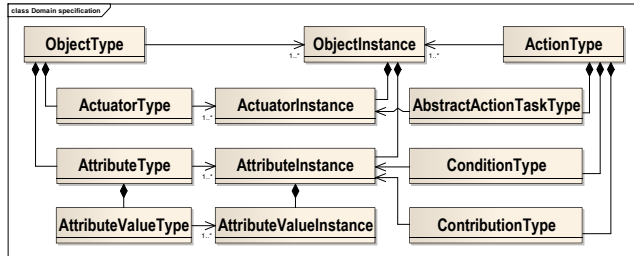 class Domain specification
ObjectType
ObjectInstance
ActionType
1..*
1..*
ActuatorType
ActuatorInstance
AbstractActionTaskType
1..*
AttributeType
AttributeInstance
ConditionType
1..*
AttributeValueType
AttributeValueInstance
ContributionType
1..*